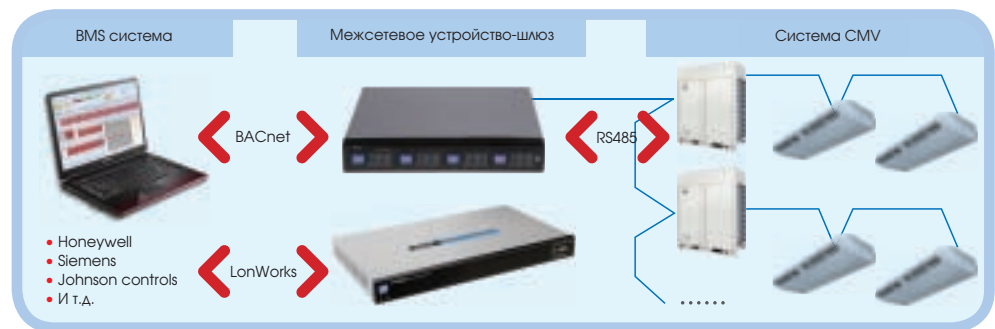 BMS система
Межсетевое устройство-шлюз
Система CMV
BACnet
RS485
• Honeywell
• Siemens
• Johnson controls
• И т.д.
LonWorks
......